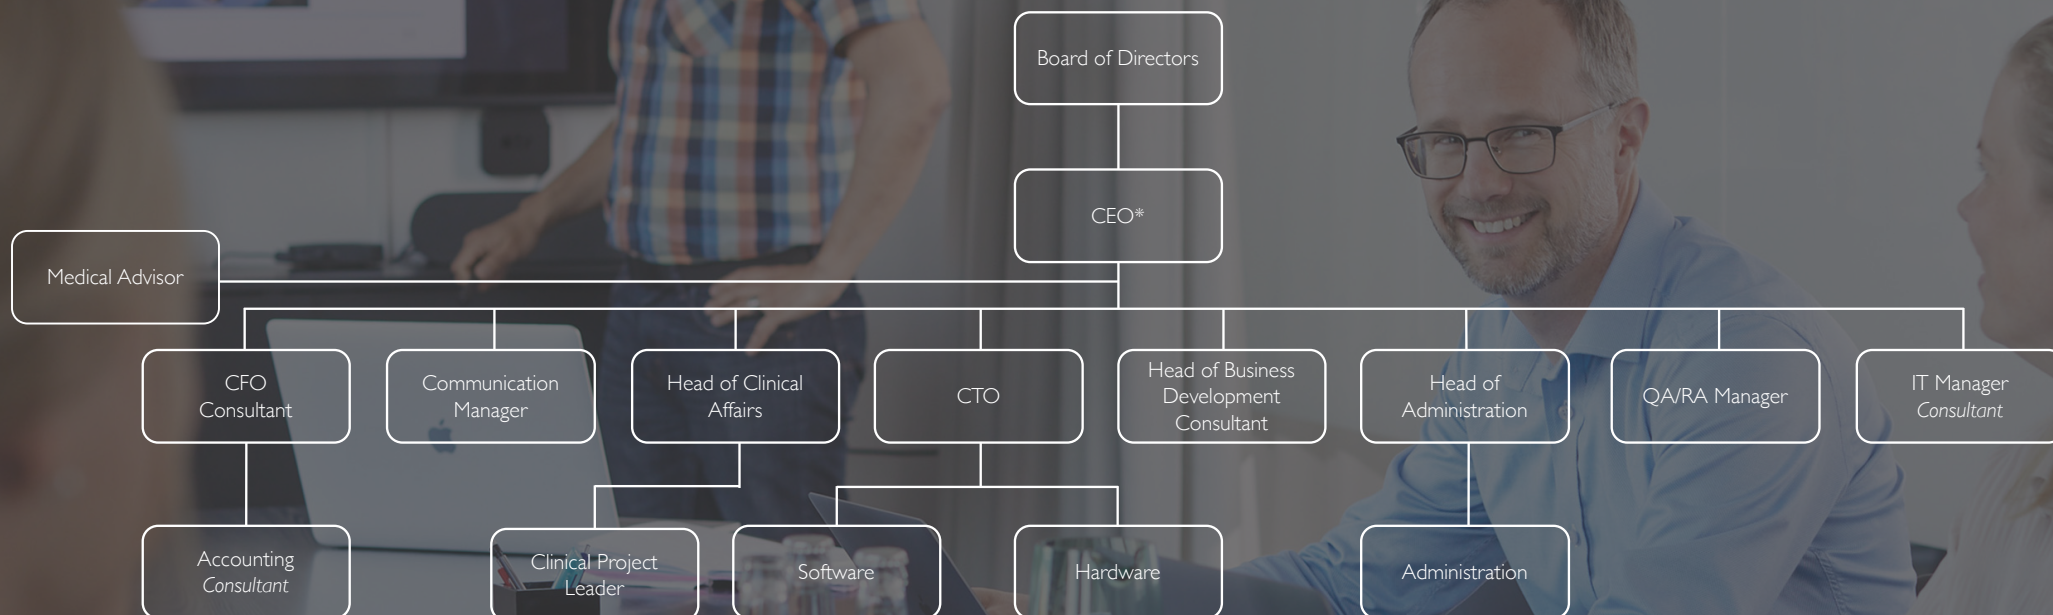 Board of Directors
CEO*
Medical Advisor
CFO
Consultant
Communication
Manager
Head of Clinical
Affairs
CTO
Head of Business
Development
Consultant
Head of
Administration
QA/RA Manager
IT Manager
Consultant
Accounting
Consultant
Clinical Project
Leader
Software
Hardware
Administration